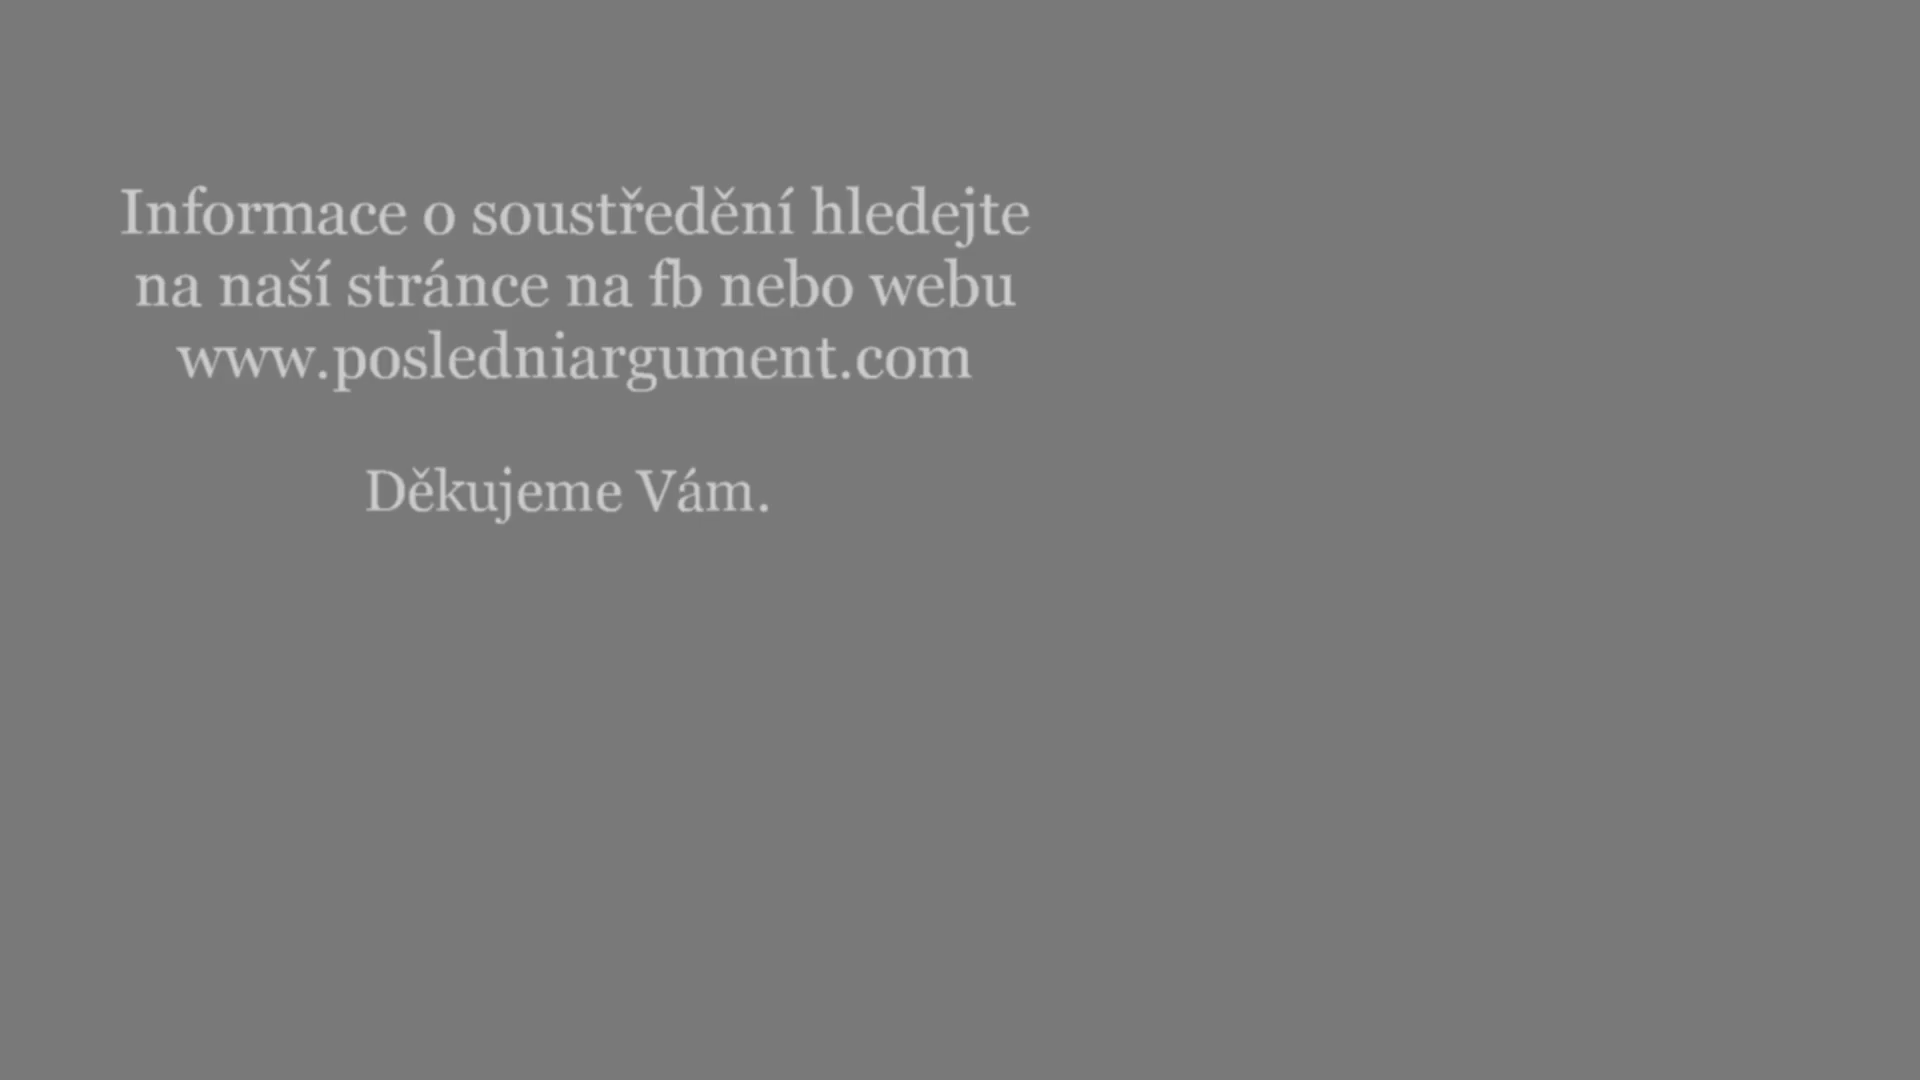 Informace o soustředění hledejte
na naší stránce na fb nebo webu
www.posledniargument.com
Děkujeme Vám.